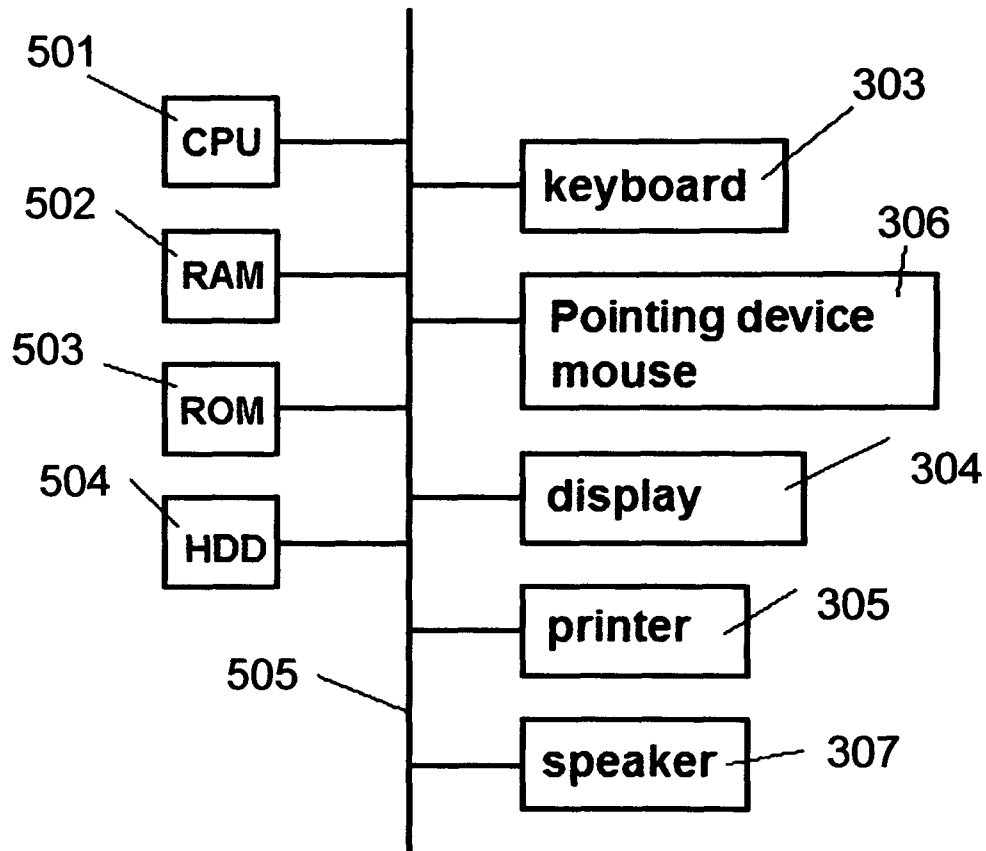 501
CPU
502
RAM
503
ROM
504
HDD
505
303
keyboard
306
Pointing device
mouse
304
display
305
printer
307
speaker